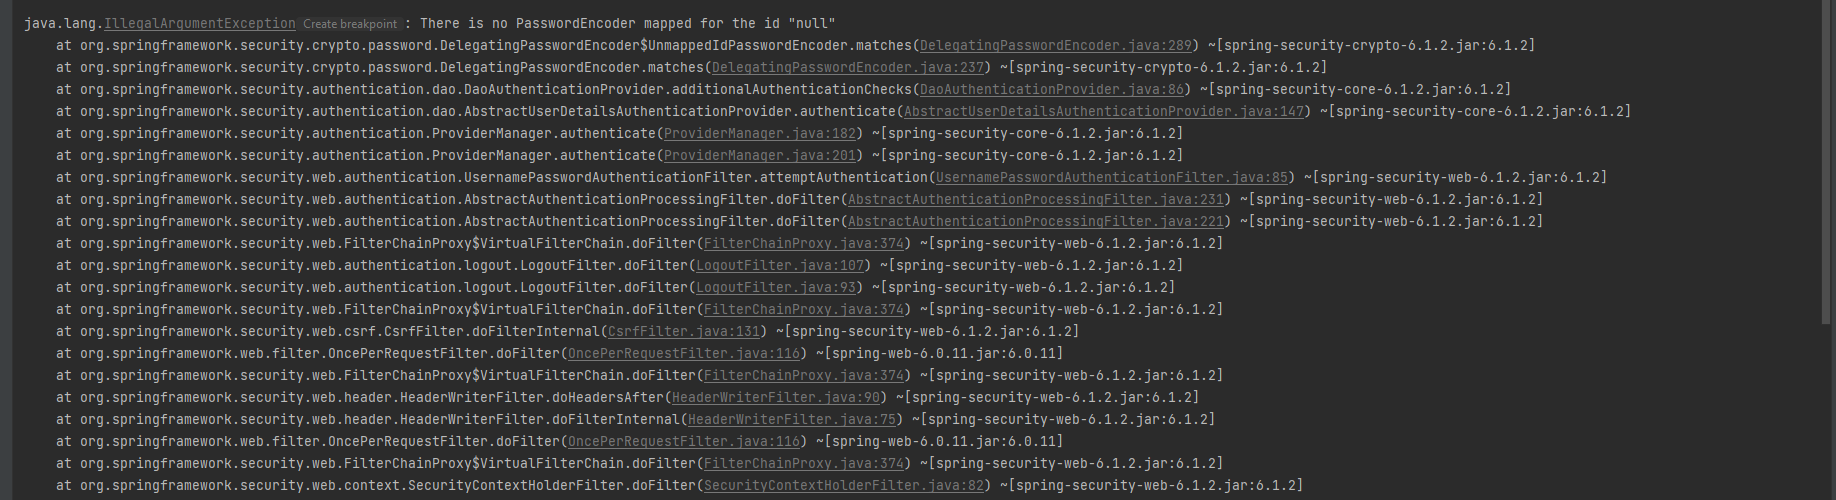 java.lang.IllegalArgumentException Create breakpoint : There is no PasswordEncoder mapped for the id "null"
at org.springframework.security.crypto.password.DelegatingPasswordEncoder$UnmappedIdPasswordEncoder.matches(DelegatingPasswordEncoder.java:289) ~[spring-security-crypto-6.1.2.jar:6.1.2]
at org.springframework.security.crypto.password.DelegatingPasswordEncoder.matches(DelegatingPasswordEncoder.java:237) ~[spring-security-crypto-6.1.2.jar:6.1.2]
at org.springframework.security.authentication.dao.DaoAuthenticationProvider.additionalAuthenticationChecks(DaoAuthenticationProvider.java:86) ~[spring-security-core-6.1.2.jar:6.1.2]
at org.springframework.security.authentication.dao.AbstractUserDetailsAuthenticationProvider.authenticate(AbstractUserDetailsAuthenticationProvider.java:147) ~[spring-security-core-6.1.2.jar:6.1.2]
at org.springframework.security.authentication.ProviderManager.authenticate(ProviderManager.java:182) ~[spring-security-core-6.1.2.jar:6.1.2]
at org.springframework.security.authentication.ProviderManager.authenticate(ProviderManager.java:201) ~[spring-security-core-6.1.2.jar:6.1.2]
at org.springframework.security.web.authentication.UsernamePasswordAuthenticationFilter.attemptAuthentication(UsernamePasswordAuthenticationFilter.java:85) ~[spring-security-web-6.1.2.jar:6.1.2]
at org.springframework.security.web.authentication.AbstractAuthenticationProcessingFilter.doFilter(AbstractAuthenticationProcessingFilter.java:231) ~[spring-security-web-6.1.2.jar:6.1.2]
at org.springframework.security.web.authentication.AbstractAuthenticationProcessingFilter.doFilter(AbstractAuthenticationProcessingFilter.java:221) ~[spring-security-web-6.1.2.jar:6.1.2]
at org.springframework.security.web.FilterChainProxy$VirtualFilterChain.doFilter(FilterChainProxy.java:374) ~[spring-security-web-6.1.2.jar:6.1.2]
at org.springframework.security.web.authentication.logout.LogoutFilter.doFilter(LogoutFilter.java:107) ~[spring-security-web-6.1.2.jar:6.1.2]
at org.springframework.security.web.authentication.logout.LogoutFilter.doFilter(LogoutFilter.java:93) ~[spring-security-web-6.1.2.jar:6.1.2]
at org.springframework.security.web.FilterChainProxy$VirtualFilterChain.doFilter(FilterChainProxy.java:374) ~[spring-security-web-6.1.2.jar:6.1.2]
at org.springframework.security.web.csrf.CsrfFilter.doFilterInternal(CsrfFilter.java:131) ~[spring-security-web-6.1.2.jar:6.1.2]
at org.springframework.web.filter.OncePerRequestFilter.doFilter(OncePerRequestFilter.java:116) ~[spring-web-6.0.11.jar:6.0.11]
at org.springframework.security.web.FilterChainProxy$VirtualFilterChain.doFilter(FilterChainProxy.java:374) ~[spring-security-web-6.1.2.jar:6.1.2]
at org.springframework.security.web.header.HeaderWriterFilter.doHeadersAfter(HeaderWriterFilter.java:90) ~[spring-security-web-6.1.2.jar:6.1.2]
at org.springframework.security.web.header.HeaderWriterFilter.doFilterInternal(HeaderWriterFilter.java:75) ~[spring-security-web-6.1.2.jar:6.1.2]
at org.springframework.web.filter.OncePerRequestFilter.doFilter(OncePerRequestFilter.java:116) ~[spring-web-6.0.11.jar:6.0.11]
at org.springframework.security.web.FilterChainProxy$VirtualFilterChain.doFilter(FilterChainProxy.java:374) ~[spring-security-web-6.1.2.jar:6.1.2]
at org.springframework.security.web.context.SecurityContextHolderFilter.doFilter(SecurityContextHolderFilter.java:82) ~[spring-security-web-6.1.2.jar:6.1.2]